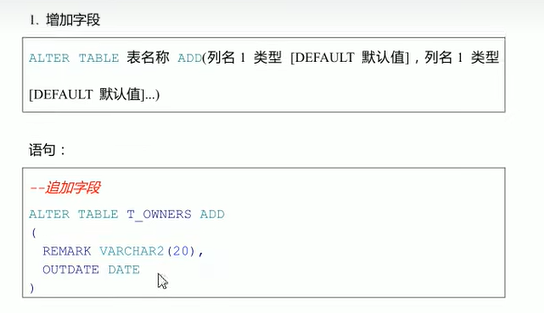 1. 增加字段
ALTER TABLE 表名称 ADD(列名 1 类型 [DEFAULT 默认值]，列名 1 类型
[DEFAULT 默认值]...)
语句：
--追加字段
ALTER TABLE T_OWNERS ADD
(
REMARK VARCHAR2(20),
OUTDATE DATE
)